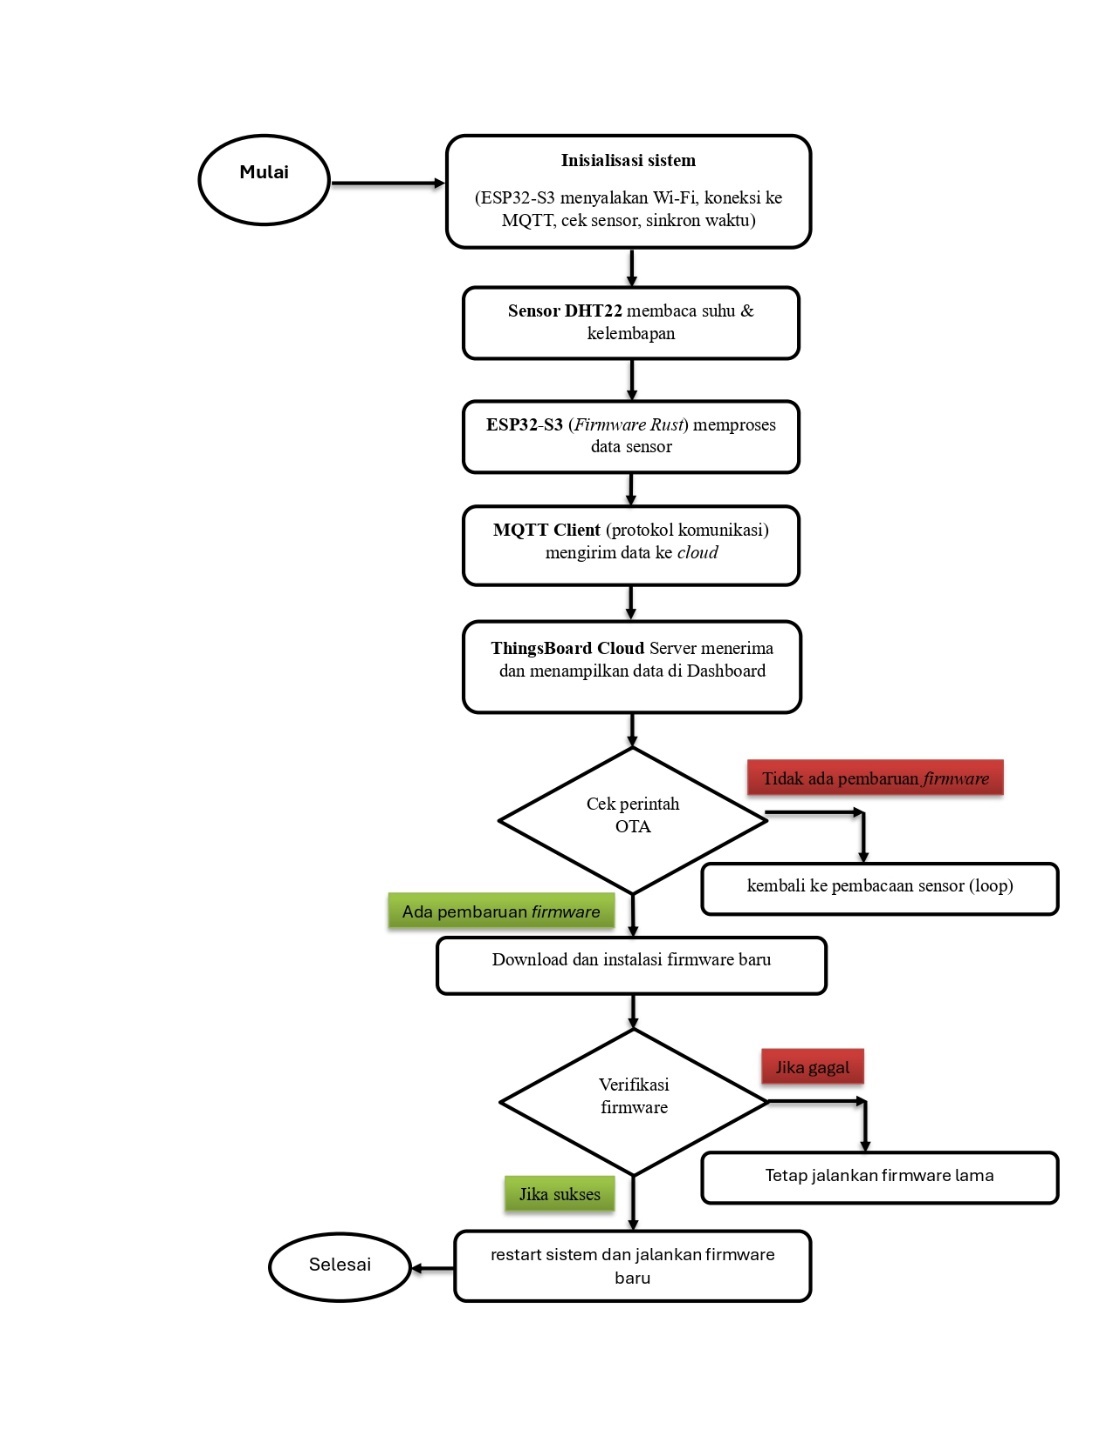 Mulai
Inisialisasi sistem
(ESP32-S3 menyalakan Wi-Fi, koneksi ke
MQTT, cek sensor, sinkron waktu)
Sensor DHT22 membaca suhu &
kelembapan
ESP32-S3 (Firmware Rust) memproses
data sensor
MQTT Client (protokol komunikasi)
mengirim data ke cloud
ThingsBoard Cloud Server menerima
dan menampilkan data di Dashboard
Cek perintah
OTA
Tidak ada pembaruan firmware
kembali ke pembacaan sensor (loop)
Ada pembaruan firmware
Download dan instalasi firmware baru
Verifikasi
firmware
Jika gagal
Tetap jalankan firmware lama
Jika sukses
restart sistem dan jalankan firmware
baru
Selesai